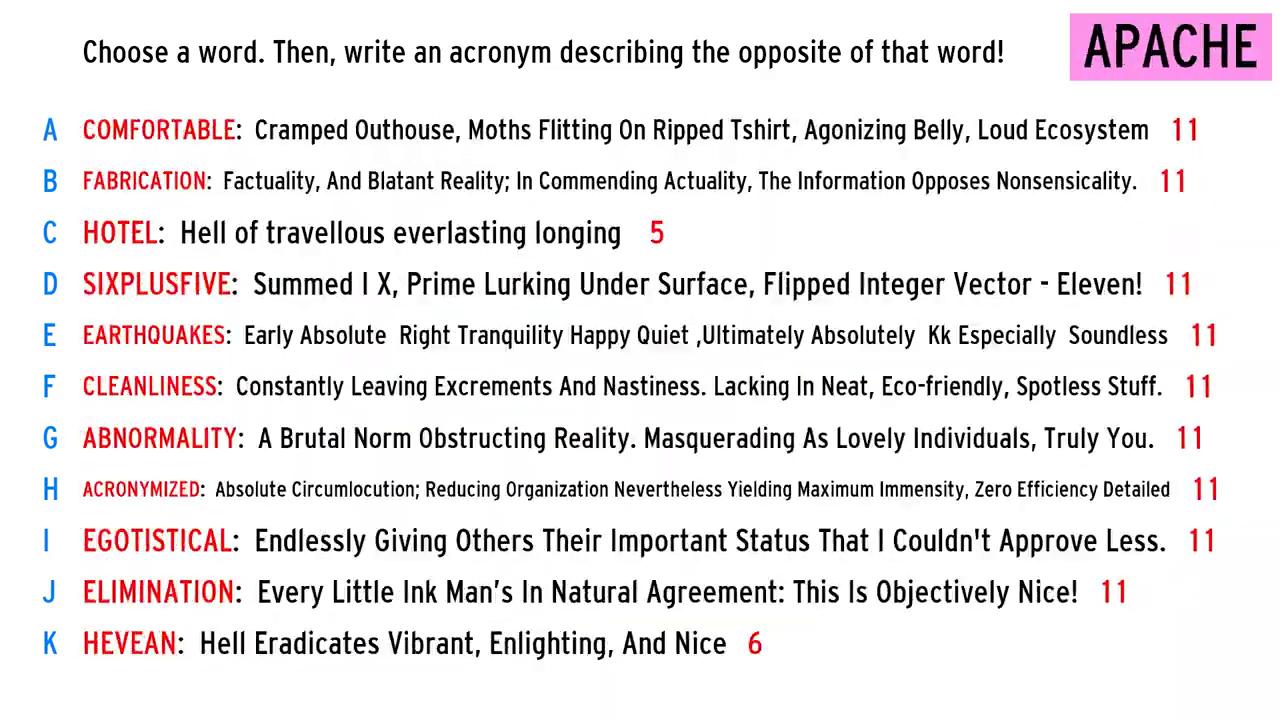 Choose a word. Then, write an acronym describing the opposite of that word!
APACHE
A COMFORTABLE: Cramped Outhouse, Moths Flitting On Ripped Tshirt, Agonizing Belly, Loud Ecosystem 11
B FABRICATION: Factuality, And Blatant Reality; In Commending Actuality, The Information Opposes Nonsensicality. 11
C HOTEL: Hell of travellous everlasting longing 5
D SIXPLUSFIVE: Summed I X, Prime Lurking Under Surface, Flipped Integer Vector - Eleven! 11
E EARTHQUAKES: Early Absolute Right Tranquility Happy Quiet ,Ultimately Absolutely Kk Especially Soundless 11
F CLEANLINESS: Constantly Leaving Excrements And Nastiness. Lacking In Neat, Eco-friendly, Spotless Stuff. 11
G ABNORMALITY: A Brutal Norm Obstructing Reality. Masquerading As Lovely Individuals, Truly You. 11
H ACRONYMIZED: Absolute Circumlocution; Reducing Organization Nevertheless Yielding Maximum Immensity, Zero Efficiency Detailed 11
I EGOTISTICAL: Endlessly Giving Others Their Important Status That I Couldn't Approve Less. 11
J ELIMINATION: Every Little Ink Man’s In Natural Agreement: This Is Objectively Nice! 11
K HEVEAN: Hell Eradicates Vibrant, Enlighting, And Nice 6